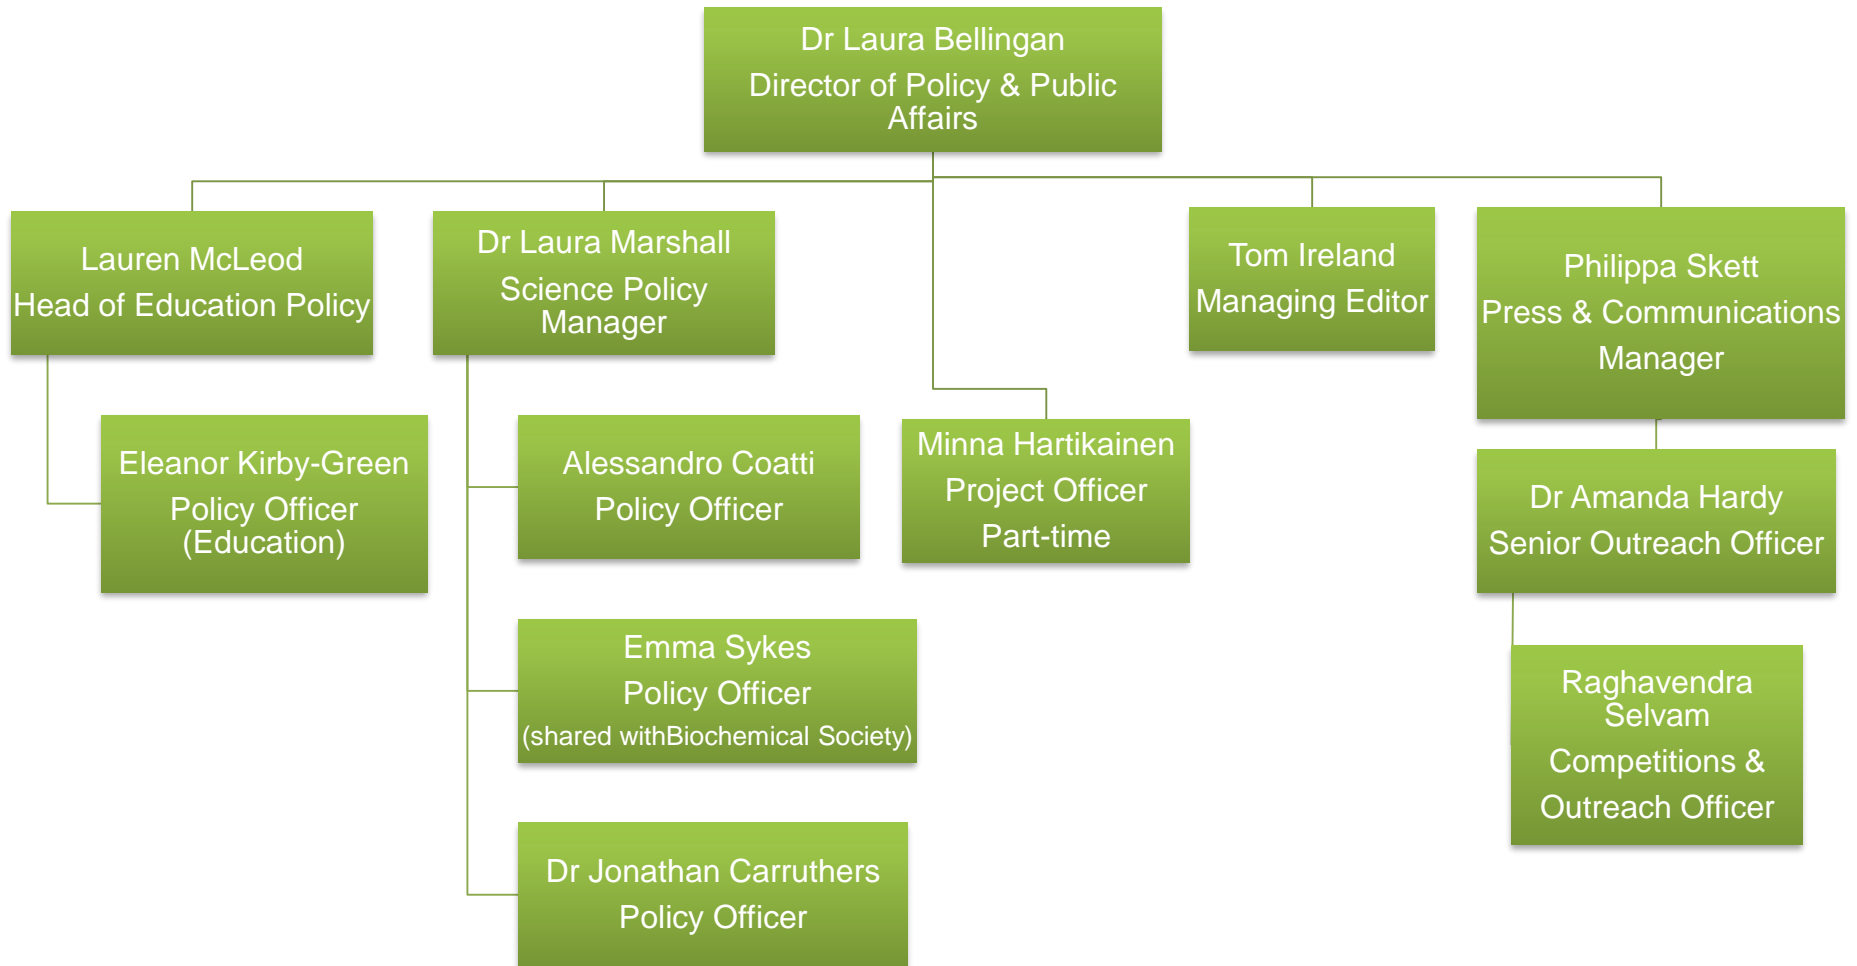 Dr Laura Bellingan
Director of Policy & Public
Affairs
Lauren McLeod
Head of Education Policy
Dr Laura Marshall
Science Policy
Manager
Tom Ireland
Managing Editor
Philippa Skett
Press & Communications
Manager
Eleanor Kirby-Green
Policy Officer
(Education)
Alessandro Coatti
Policy Officer
Minna Hartikainen
Project Officer
Part-time
Dr Amanda Hardy
Senior Outreach Officer
Emma Sykes
Policy Officer
(shared withBiochemical Society)
Raghavendra
Selvam
Competitions &
Outreach Officer
Dr Jonathan Carruthers
Policy Officer